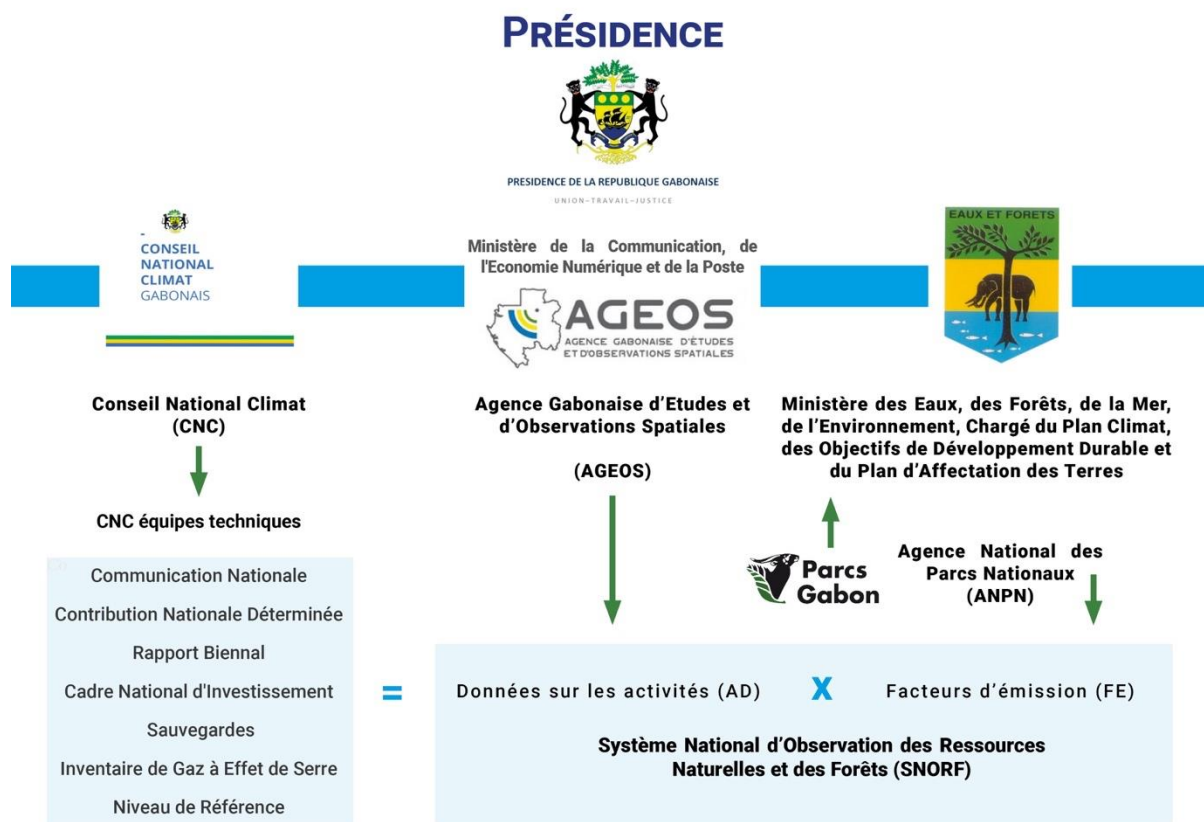 PRÉSIDENCE
PRESIDENCE DE LA REPUBLIQUE GABONAISE
UNION-TRAVAIL-JUSTICE
CONSEIL
NATIONAL
CLIMAT
GABONAIS
Ministère de la Communication, de
l'Economie Numérique et de la Poste
AGEOS
AGENCE GABONAISE D'ÉTUDES
ET D'OBSERVATIONS SPATIALES
EAUX ET FORETS
Conseil National Climat
(CNC)
Agence Gabonaise d’Etudes et
d’Observations Spatiales
(AGEOS)
Ministère des Eaux, des Forêts, de la Mer,
de l’Environnement, Chargé du Plan Climat,
des Objectifs de Développement Durable et
du Plan d’Affectation des Terres
CNC équipes techniques
Parcs
Gabon
Agence National des
Parcs Nationaux
(ANPN)
Communication Nationale
Contribution Nationale Déterminée
Rapport Biennal
Cadre National d'Investissement
Sauvegardes
Inventaire de Gaz à Effet de Serre
Niveau de Référence
=
Données sur les activités (AD)
X
Facteurs d’émission (FE)
Système National d’Observation des Ressources
Naturelles et des Forêts (SNORF)